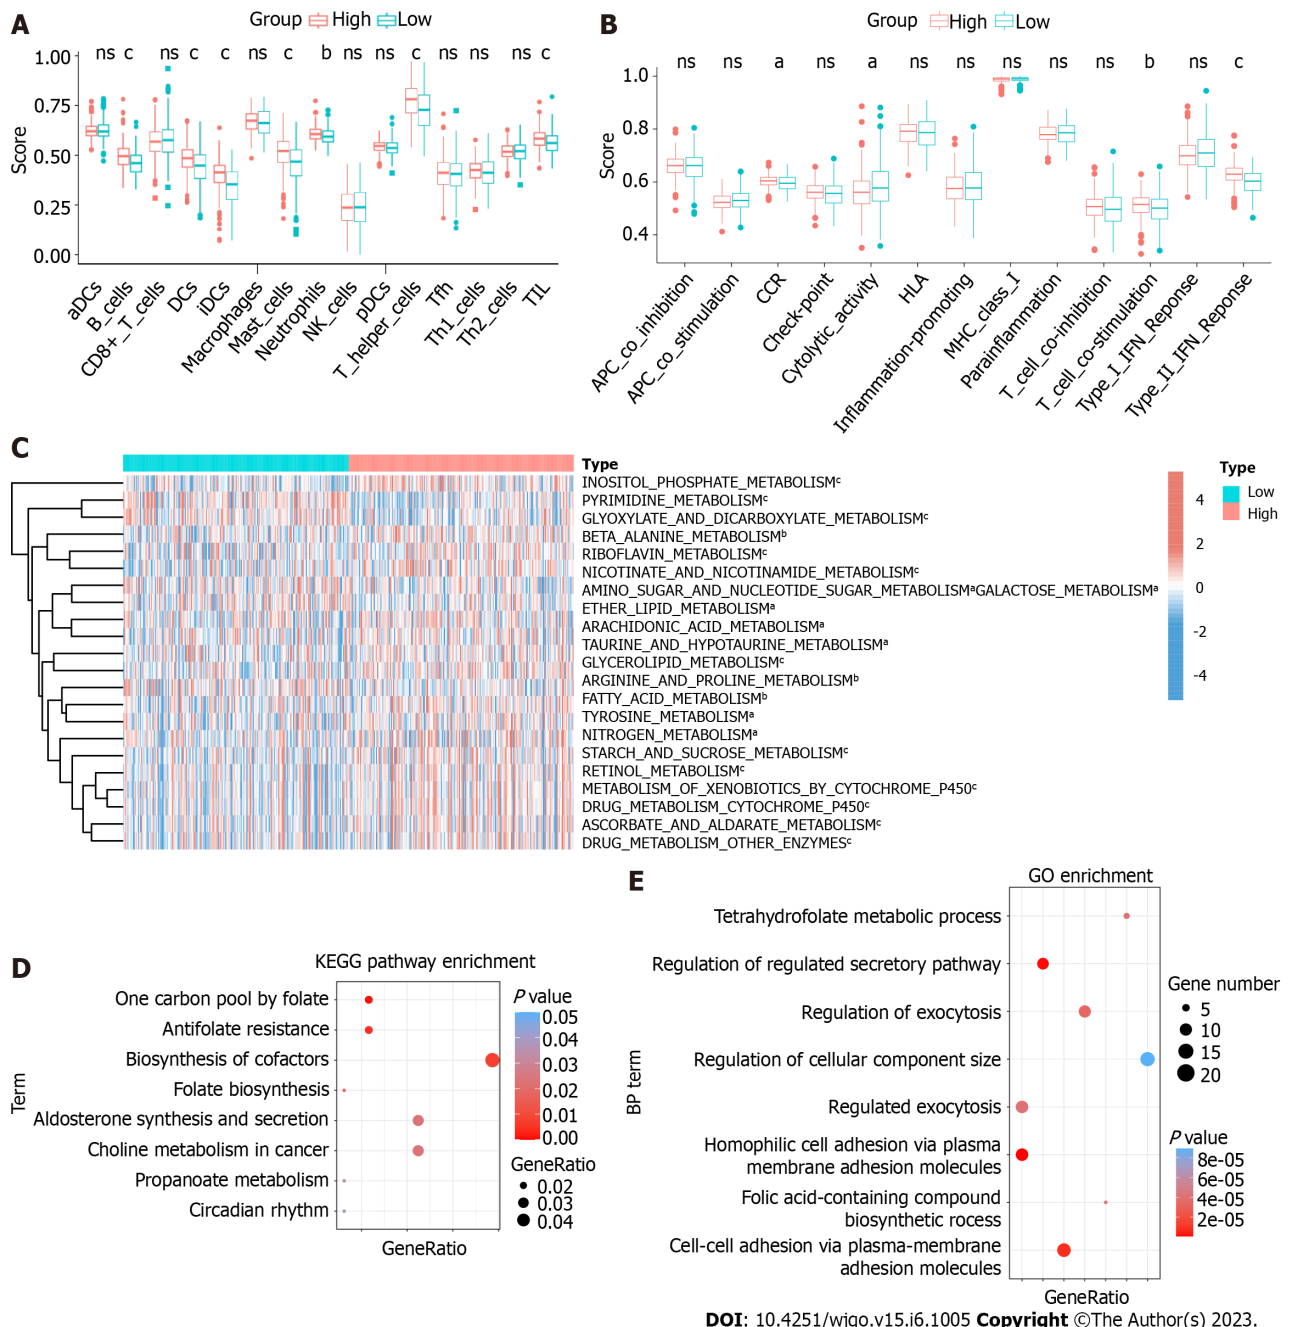 A
Group High Low
ns c ns c c ns c b ns ns c ns ns ns c
Score
1.00
0.75
0.50
0.25
0.00
aDCs
B_cells
CD8+_T_cells
DCs
iDCs
Macrophages
Mast_cells
Neutrophils
NK_cells
pDCs
T_helper_cells
Tfh
Th1_cells
Th2_cells
TIL
B
Group High Low
ns ns a ns a ns ns ns ns ns b ns c
Score
1.0
0.8
0.6
0.4
APC_co_inhibition
APC_co_stimulation
CCR
Check-point
Cytolytic_activity
HLA
Inflammation-promoting
MHC_class_I
Parainflammation
T_cell_co-inhibition
T_cell_co-stimulation
Type_I_IFN_Reponse
Type_II_IFN_Reponse
C
Type
INOSITOL_PHOSPHATE_METABOLISMᶜ
PYRIMIDINE_METABOLISMᶜ
GLYOXYLATE_AND_DICARBOXYLATE_METABOLISMᶜ
BETA_ALANINE_METABOLISMᵇ
RIBOFLAVIN_METABOLISMᶜ
NICOTINATE_AND_NICOTINAMIDE_METABOLISMᶜ
AMINO_SUGAR_AND_NUCLEOTIDE_SUGAR_METABOLISMᵃGALACTOSE_METABOLISMᵃ
ETHER_LIPID_METABOLISMᵃ
ARACHIDONIC_ACID_METABOLISMᵃ
TAURINE_AND_HYPOTAURINE_METABOLISMᵃ
GLYCEROLIPID_METABOLISMᶜ
ARGININE_AND_PROLINE_METABOLISMᵇ
FATTY_ACID_METABOLISMᵇ
TYROSINE_METABOLISMᵃ
NITROGEN_METABOLISMᵃ
STARCH_AND_SUCROSE_METABOLISMᶜ
RETINOL_METABOLISMᶜ
METABOLISM_OF_XENOBIOTICS_BY_CYTOCHROME_P450ᶜ
DRUG_METABOLISM_CYTOCHROME_P450ᶜ
ASCORBATE_AND_ALDARATE_METABOLISMᶜ
DRUG_METABOLISM_OTHER_ENZYMESᶜ
4
2
0
-2
-4
Type
Low
High
D
KEGG pathway enrichment
Term
One carbon pool by folate
Antifolate resistance
Biosynthesis of cofactors
Folate biosynthesis
Aldosterone synthesis and secretion
Choline metabolism in cancer
Propanoate metabolism
Circadian rhythm
GeneRatio
P value
0.05
0.04
0.03
0.02
0.01
0.00
GeneRatio
0.02
0.03
0.04
E
GO enrichment
BP term
Tetrahydrofolate metabolic process
Regulation of regulated secretory pathway
Regulation of exocytosis
Regulation of cellular component size
Regulated exocytosis
Homophilic cell adhesion via plasma
membrane adhesion molecules
Folic acid-containing compound
biosynthetic rocess
Cell-cell adhesion via plasma-membrane
adhesion molecules
GeneRatio
Gene number
5
10
15
20
P value
8e-05
6e-05
4e-05
2e-05
DOI: 10.4251/wjgo.v15.i6.1005 Copyright ©The Author(s) 2023.